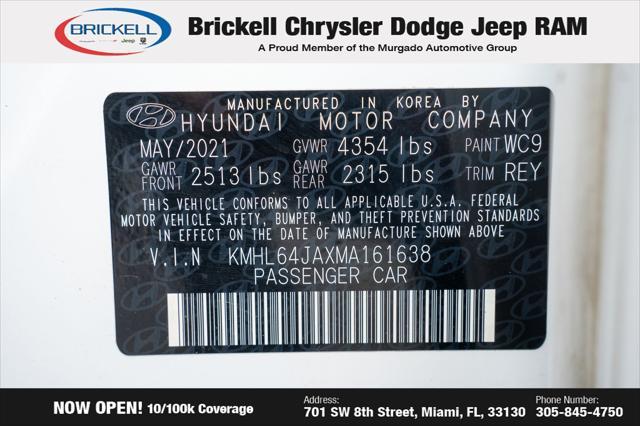 BRICKELL
Jeep
Brickell Chrysler Dodge Jeep RAM
A Proud Member of the Murgado Automotive Group
MANUFACTURED IN KOREA BY
HYUNDAI MOTOR COMPANY
MAY/2021 GVWR 4354 lbs PAINT WC9
GAWR FRONT 2513 lbs GAWR REAR 2315 lbs TRIM REY
THIS VEHICLE CONFORMS TO ALL APPLICABLE U.S.A. FEDERAL
MOTOR VEHICLE SAFETY, BUMPER, AND THEFT PREVENTION STANDARDS
IN EFFECT ON THE DATE OF MANUFACTURE SHOWN ABOVE
V.I.N KMHL64JAXMA161638
PASSENGER CAR
NOW OPEN! 10/100k Coverage
Address:
701 SW 8th Street, Miami, FL, 33130
Phone Number:
305-845-4750